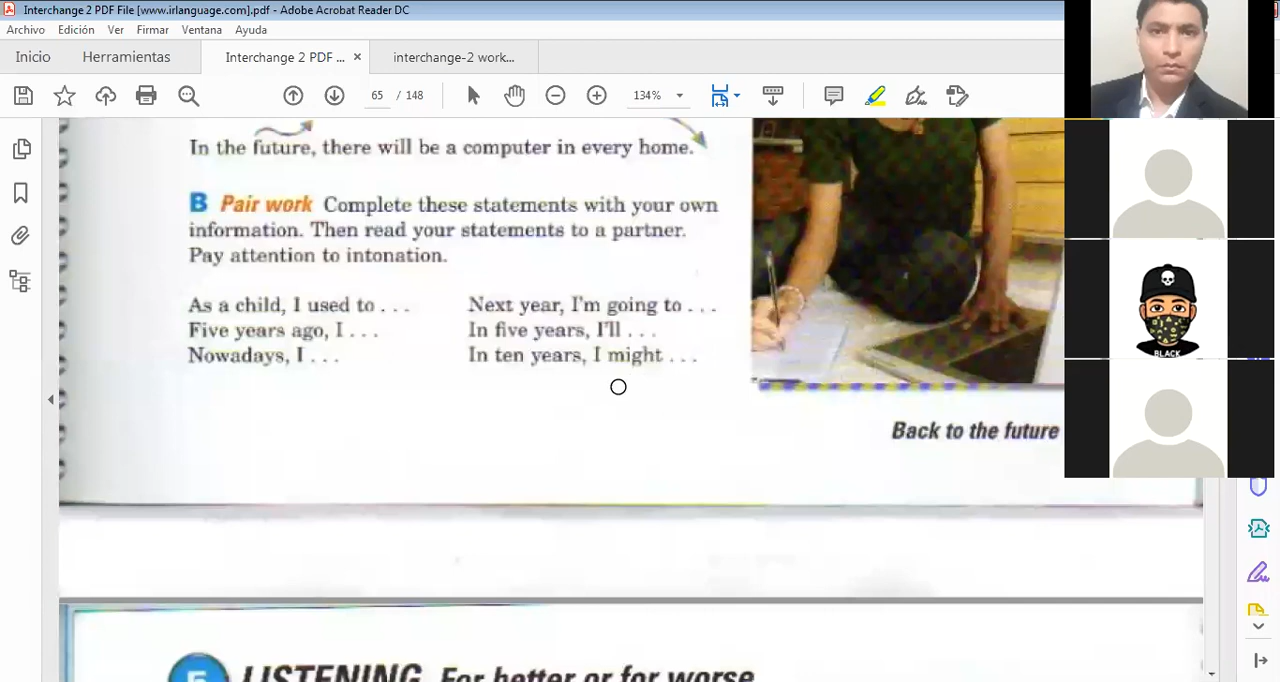 Interchange 2 PDF File [www.irlanguage.com].pdf - Adobe Acrobat Reader DC
Archivo Edición Ver Firmar Ventana Ayuda
Inicio Herramientas Interchange 2 PDF ... × interchange-2 work...
65 / 148 134%
In the future, there will be a computer in every home.
B Pair work Complete these statements with your own
information. Then read your statements to a partner.
Pay attention to intonation.
As a child, I used to . . . Next year, I'm going to . . .
Five years ago, I . . . In five years, I'll . . .
Nowadays, I . . . In ten years, I might . . .
Back to the future
5 LISTENING For better or for worse
BLACK